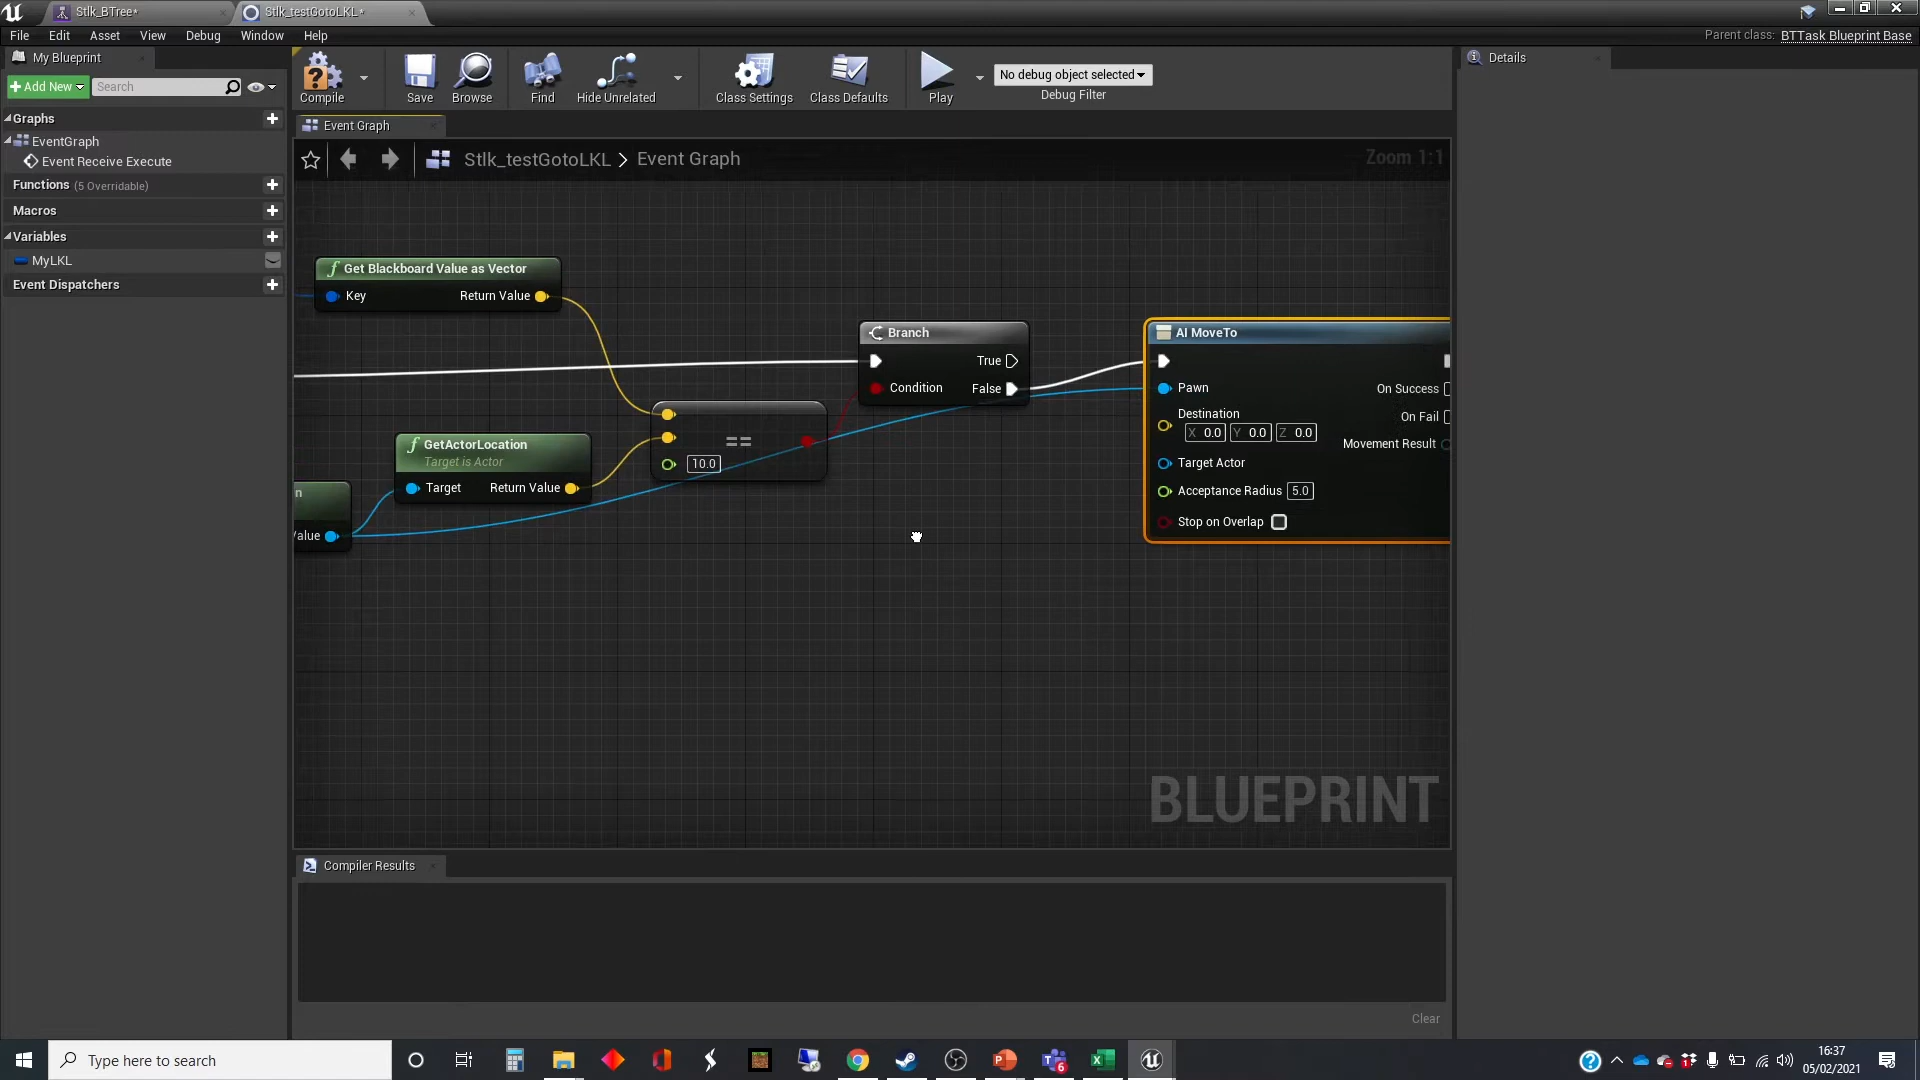 Stlk_BTree*
Stlk_testGotoLKL*
File Edit Asset View Debug Window Help
Parent class: BTTask Blueprint Base
My Blueprint
Add New
Search
Graphs
EventGraph
Event Receive Execute
Functions (5 Overridable)
Macros
Variables
MyLKL
Event Dispatchers
Compile
Save
Browse
Find
Hide Unrelated
Class Settings
Class Defaults
Play
No debug object selected
Debug Filter
Details
Event Graph
Stlk_testGotoLKL > Event Graph
Zoom 1:1
Get Blackboard Value as Vector
Key Return Value
Branch
True
Condition False
GetActorLocation
Target is Actor
Target Return Value
==
10.0
n
alue
AI MoveTo
Pawn
On Success
Destination
X 0.0 Y 0.0 Z 0.0
On Fail
Movement Result
Target Actor
Acceptance Radius 5.0
Stop on Overlap
BLUEPRINT
Compiler Results
Clear
Type here to search
6
16:37
05/02/2021